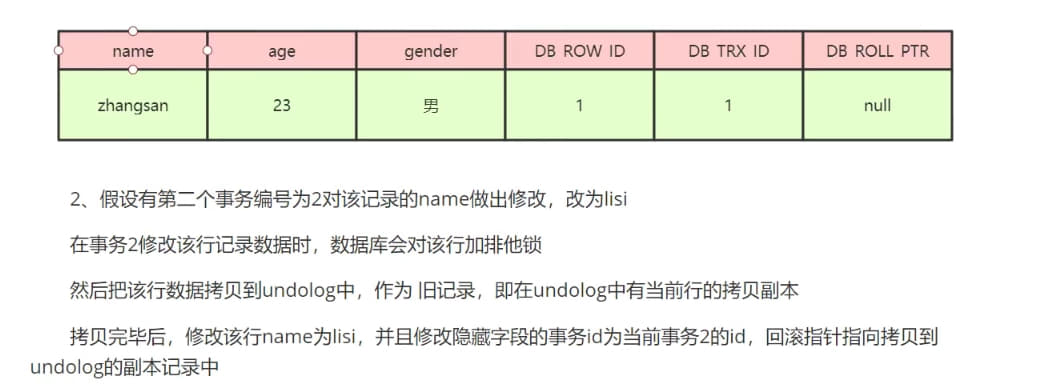 name age gender DB ROW ID DB TRX ID DB ROLL PTR
zhangsan 23 男 1 1 null
2、假设有第二个事务编号为2对该记录的name做出修改，改为lisi
在事务2修改该行记录数据时，数据库会对该行加排他锁
然后把该行数据拷贝到undolog中，作为 旧记录，即在undolog中有当前行的拷贝副本
拷贝完毕后，修改该行name为lisi，并且修改隐藏字段的事务id为当前事务2的id，回滚指针指向拷贝到
undolog的副本记录中